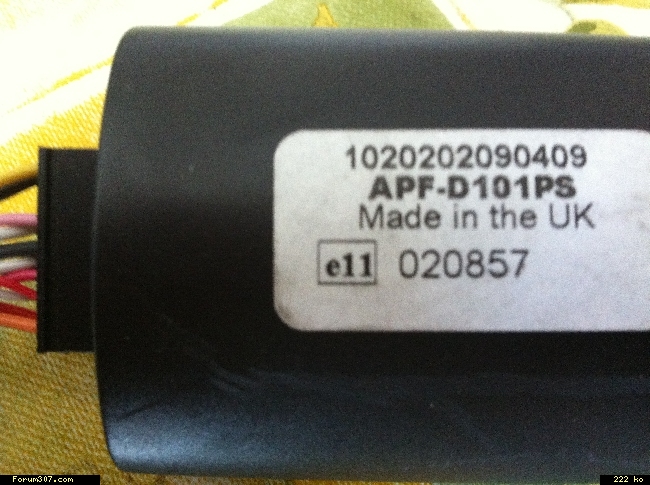 1020202090409
APF-D101PS
Made in the UK
e11 020857
Forum307.com
222 ko